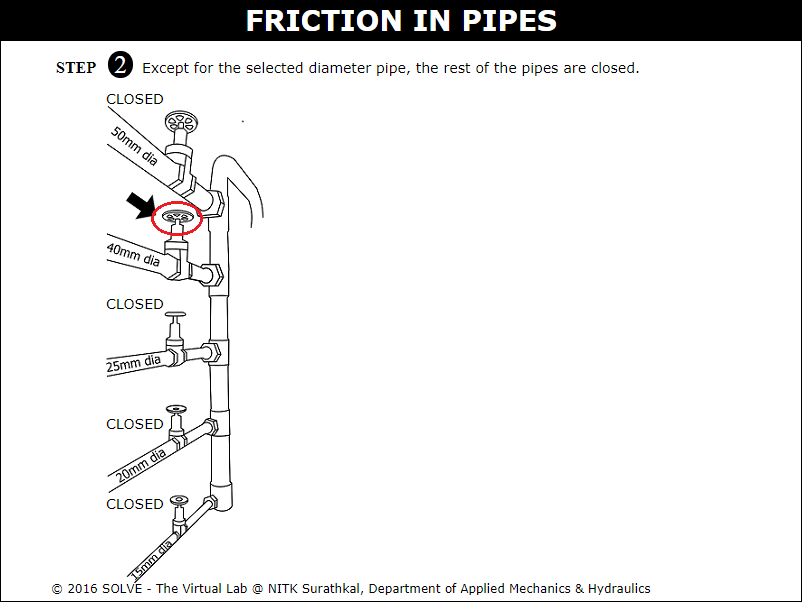 FRICTION IN PIPES
STEP 2 Except for the selected diameter pipe, the rest of the pipes are closed.
CLOSED
50mm dia
40mm dia
CLOSED
25mm dia
CLOSED
20mm dia
CLOSED
15mm dia
© 2016 SOLVE - The Virtual Lab @ NITK Surathkal, Department of Applied Mechanics & Hydraulics